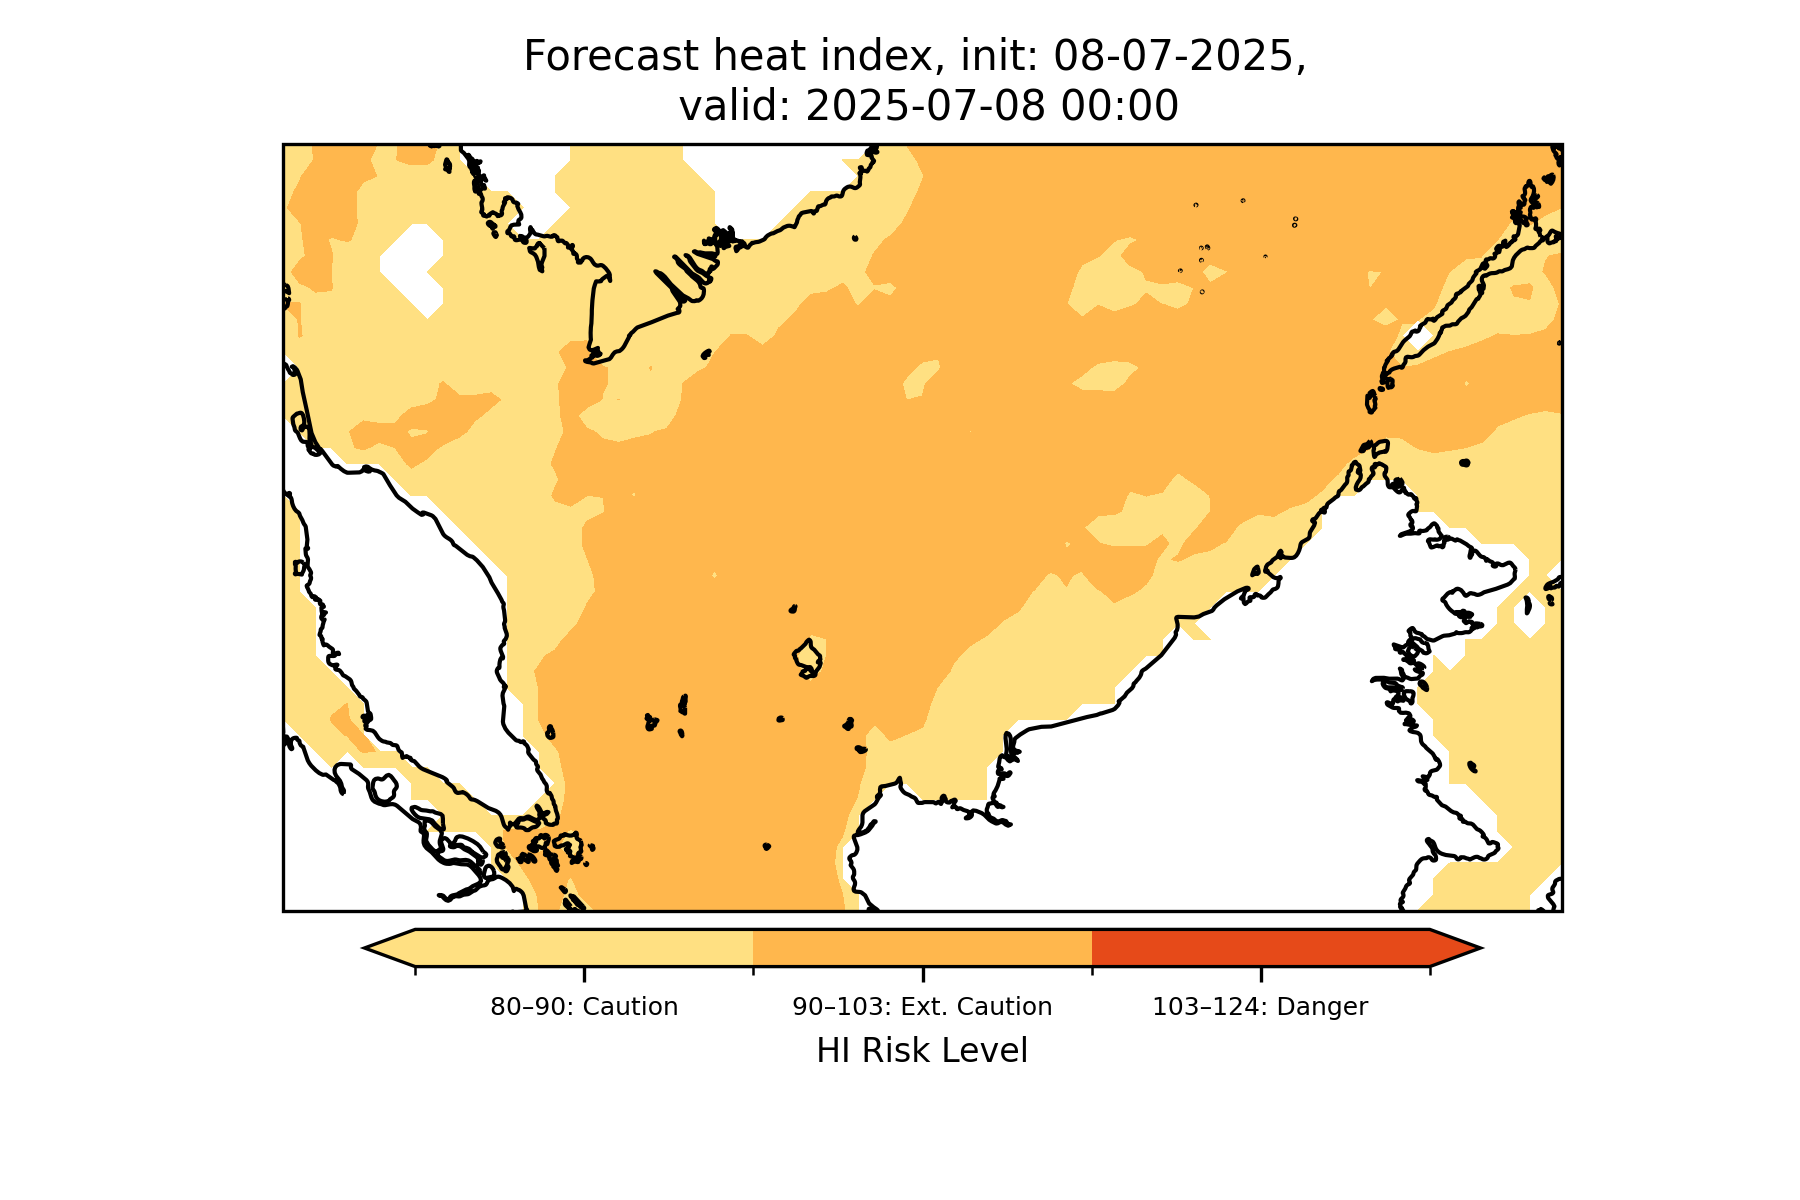 Forecast heat index, init: 08-07-2025,
valid: 2025-07-08 00:00
80–90: Caution
90–103: Ext. Caution
103–124: Danger
HI Risk Level